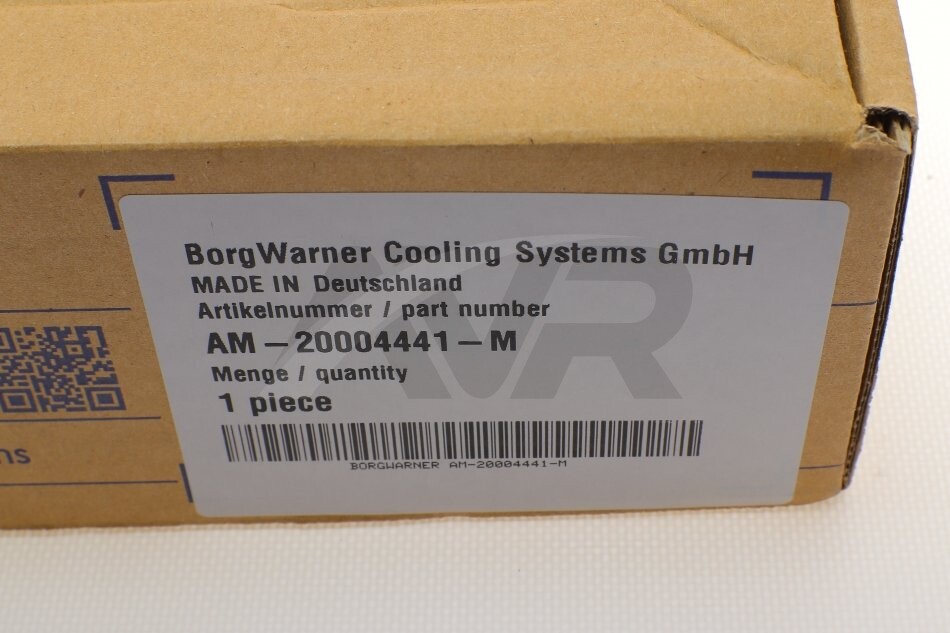 BorgWarner Cooling Systems GmbH
MADE IN Deutschland
Artikelnummer / part number
AM-20004441-M
Menge / quantity
1 piece
BORGWARNER AM-20004441-M
ns